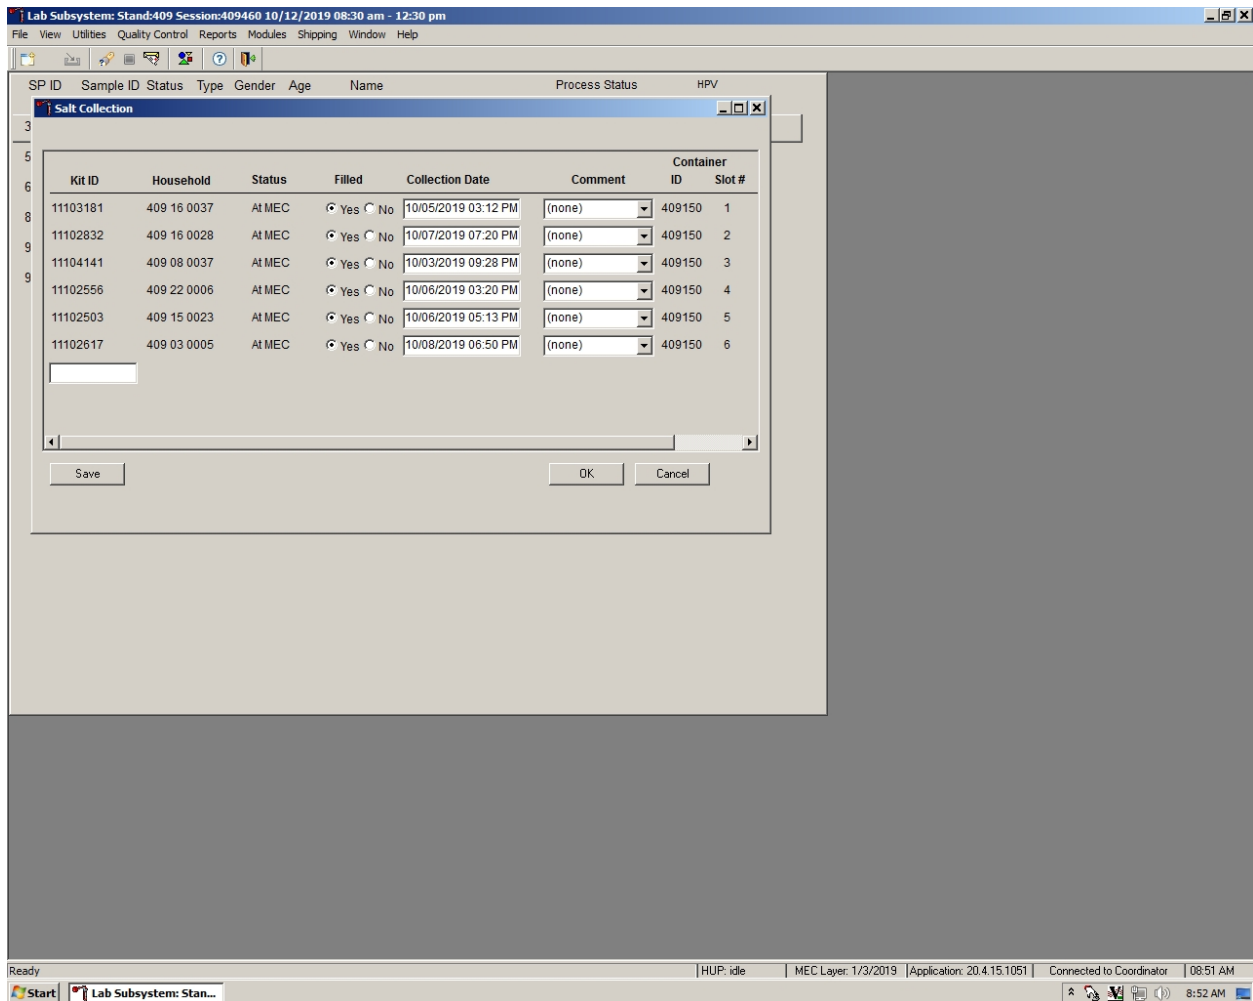 Lab Subsystem: Stand:409 Session:409460 10/12/2019 08:30 am - 12:30 pm
File View Utilities Quality Control Reports Modules Shipping Window Help
SP ID Sample ID Status Type Gender Age Name Process Status HPV
Salt Collection
3
5
6
8
9
9
Container
Kit ID Household Status Filled Collection Date Comment ID Slot #
11103181 409 16 0037 At MEC Yes No 10/05/2019 03:12 PM (none) 409150 1
11102832 409 16 0028 At MEC Yes No 10/07/2019 07:20 PM (none) 409150 2
11104141 409 08 0037 At MEC Yes No 10/03/2019 09:28 PM (none) 409150 3
11102556 409 22 0006 At MEC Yes No 10/06/2019 03:20 PM (none) 409150 4
11102503 409 15 0023 At MEC Yes No 10/06/2019 05:13 PM (none) 409150 5
11102617 409 03 0005 At MEC Yes No 10/08/2019 06:50 PM (none) 409150 6
Save OK Cancel
Ready HUP: idle MEC Layer: 1/3/2019 Application: 20.4.15.1051 Connected to Coordinator 08:51 AM
Start Lab Subsystem: Stan... 8:52 AM